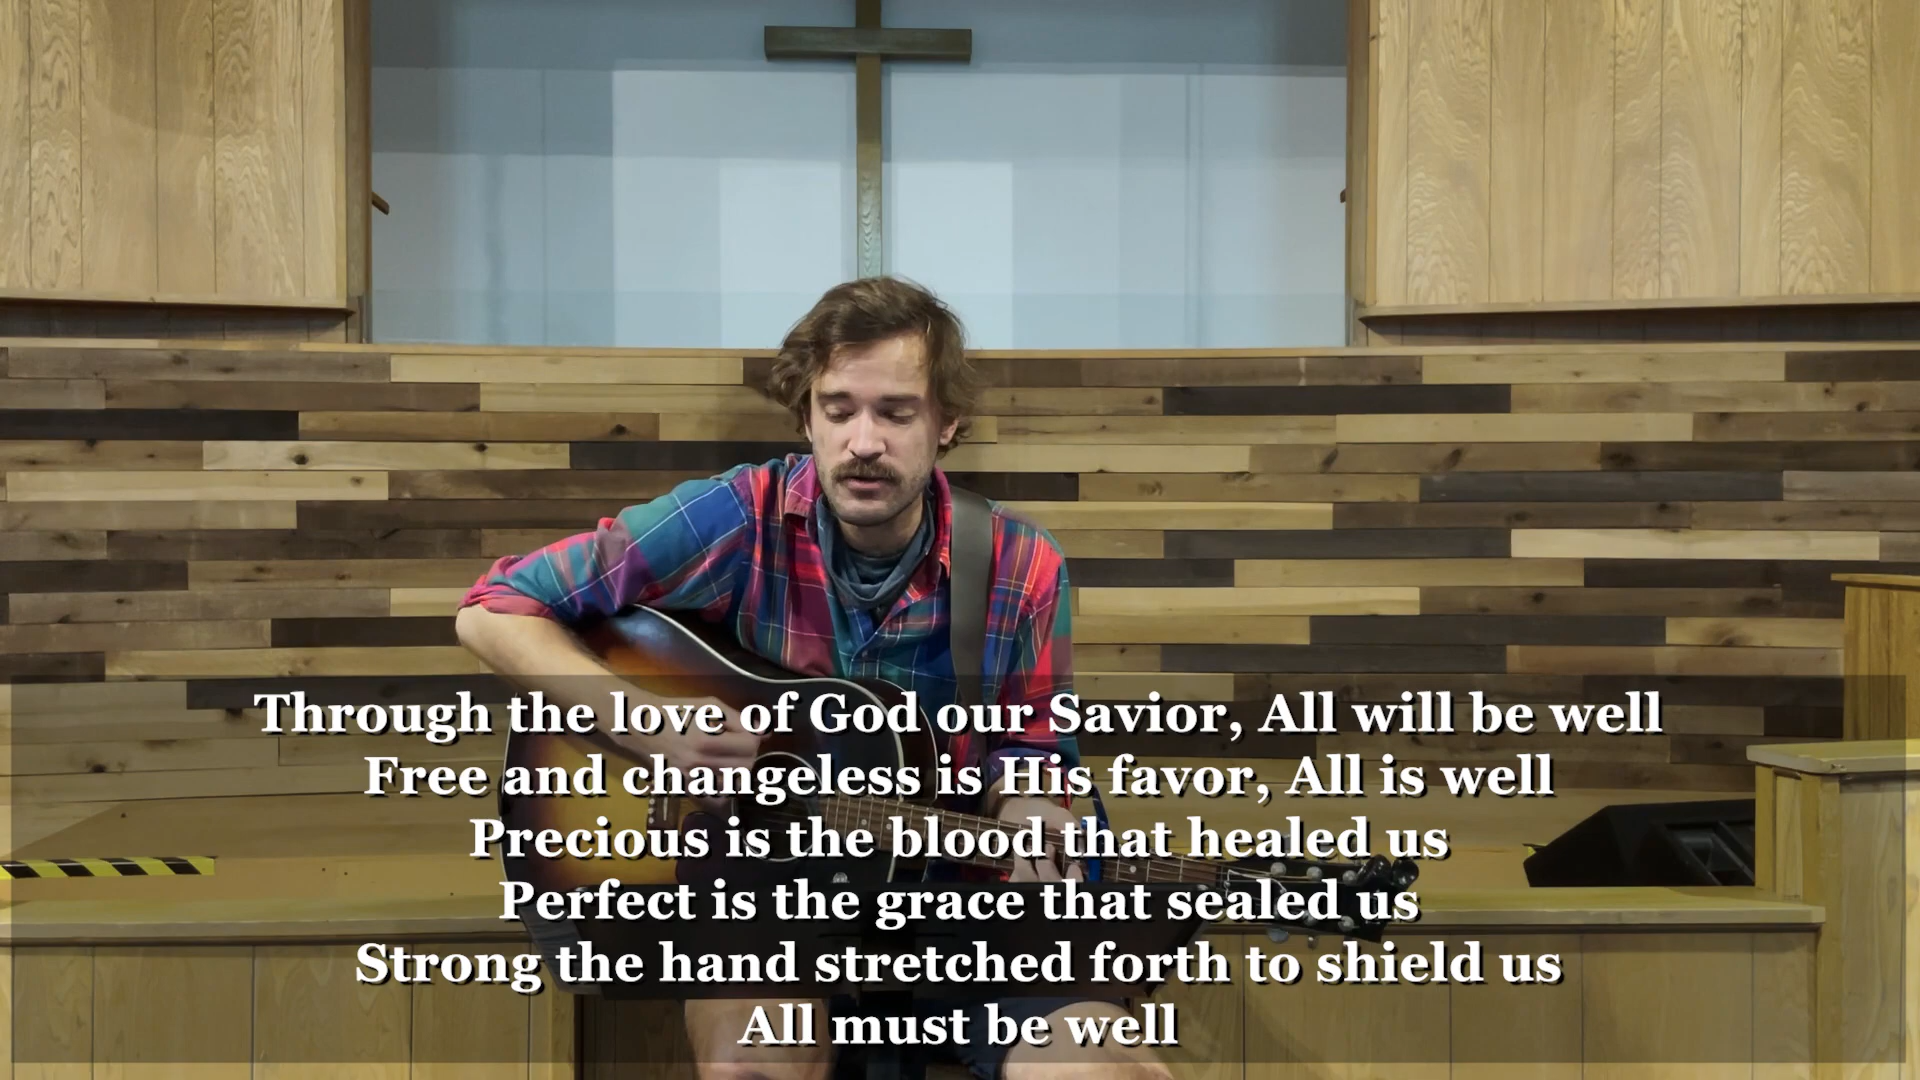 Through the love of God our Savior, All will be well
Free and changeless is His favor, All is well
Precious is the blood that healed us
Perfect is the grace that sealed us
Strong the hand stretched forth to shield us
All must be well